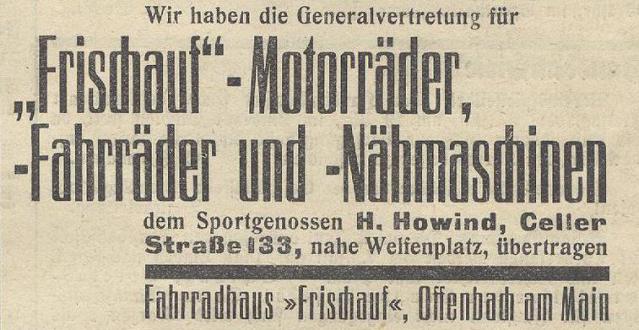 Wir haben die Generalvertretung für
„Frischauf“-Motorräder,
-Fahrräder und -Nähmaschinen
dem Sportgenossen H. Howind, Celler
Straße 133, nahe Welfenplatz, übertragen
Fahrradhaus »Frischauf«, Offenbach am Main